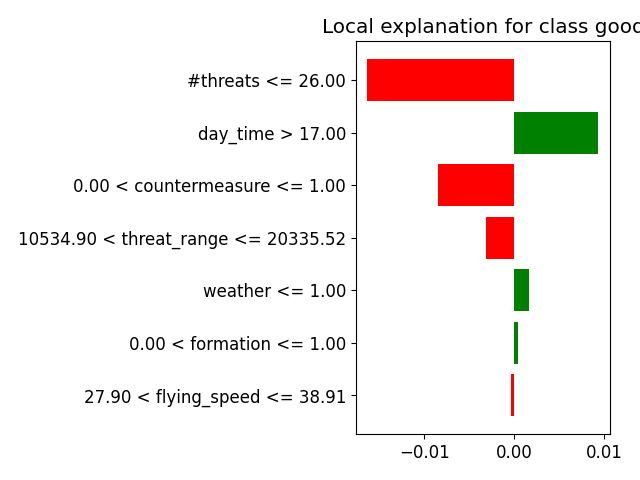 Local explanation for class good
#threats <= 26.00
day_time > 17.00
0.00 < countermeasure <= 1.00
10534.90 < threat_range <= 20335.52
weather <= 1.00
0.00 < formation <= 1.00
27.90 < flying_speed <= 38.91
−0.01 0.00 0.01